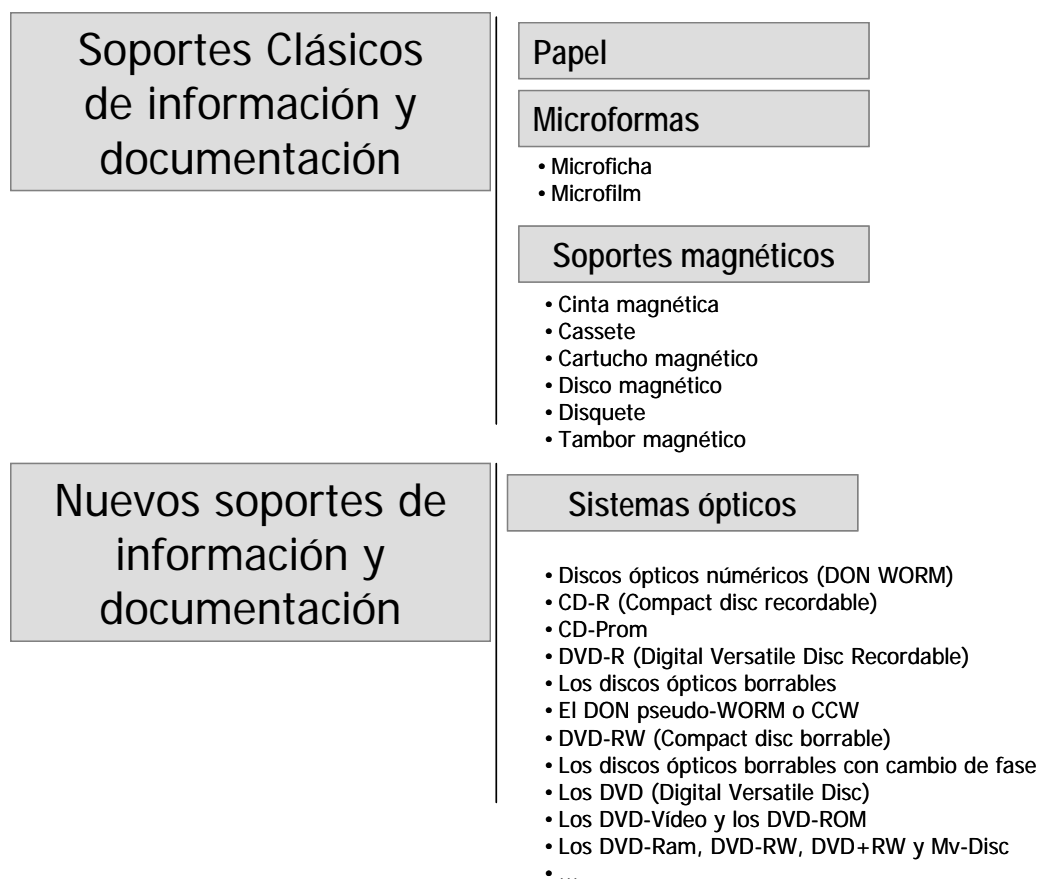 Soportes Clásicos
de información y
documentación
Papel
Microformas
• Microficha
• Microfilm
Soportes magnéticos
• Cinta magnética
• Cassete
• Cartucho magnético
• Disco magnético
• Disquete
• Tambor magnético
Nuevos soportes de
información y
documentación
Sistemas ópticos
• Discos ópticos núméricos (DON WORM)
• CD-R (Compact disc recordable)
• CD-Prom
• DVD-R (Digital Versatile Disc Recordable)
• Los discos ópticos borrables
• El DON pseudo-WORM o CCW
• DVD-RW (Compact disc borrable)
• Los discos ópticos borrables con cambio de fase
• Los DVD (Digital Versatile Disc)
• Los DVD-Vídeo y los DVD-ROM
• Los DVD-Ram, DVD-RW, DVD+RW y Mv-Disc
• ...